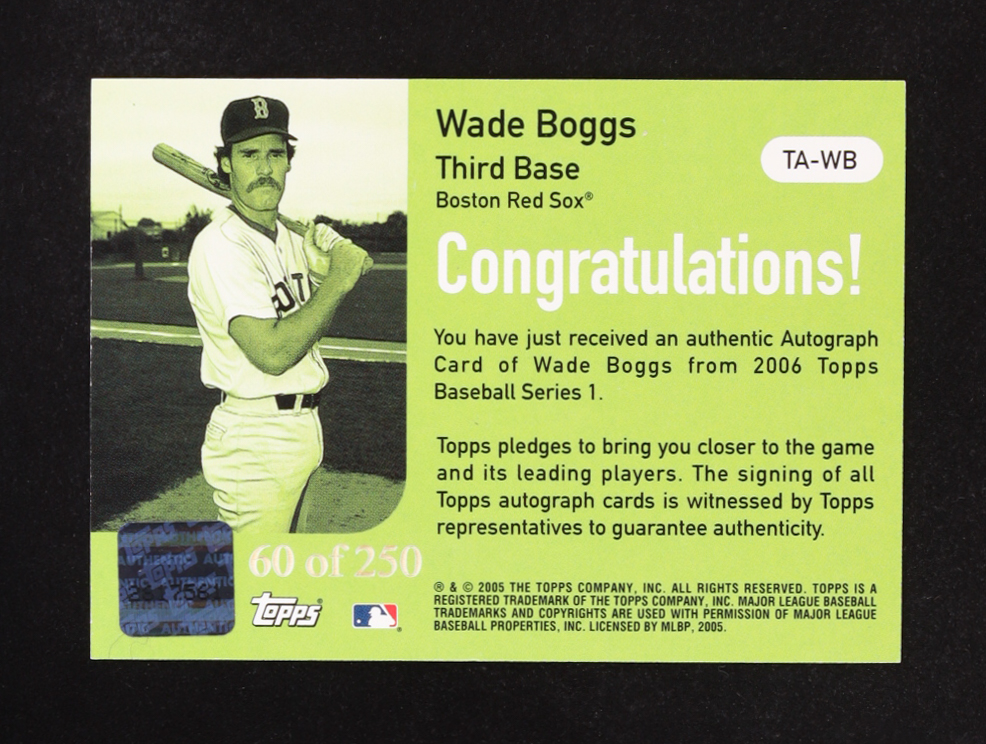 B
Wade Boggs
Third Base
Boston Red Sox®
TA-WB
Congratulations!
You have just received an authentic Autograph
Card of Wade Boggs from 2006 Topps
Baseball Series 1.
Topps pledges to bring you closer to the game
and its leading players. The signing of all
Topps autograph cards is witnessed by Topps
representatives to guarantee authenticity.
60 of 250
Topps®
® & © 2005 THE TOPPS COMPANY, INC. ALL RIGHTS RESERVED. TOPPS IS A
REGISTERED TRADEMARK OF THE TOPPS COMPANY, INC. MAJOR LEAGUE BASEBALL
TRADEMARKS AND COPYRIGHTS ARE USED WITH PERMISSION OF MAJOR LEAGUE
BASEBALL PROPERTIES, INC. LICENSED BY MLBP, 2005.